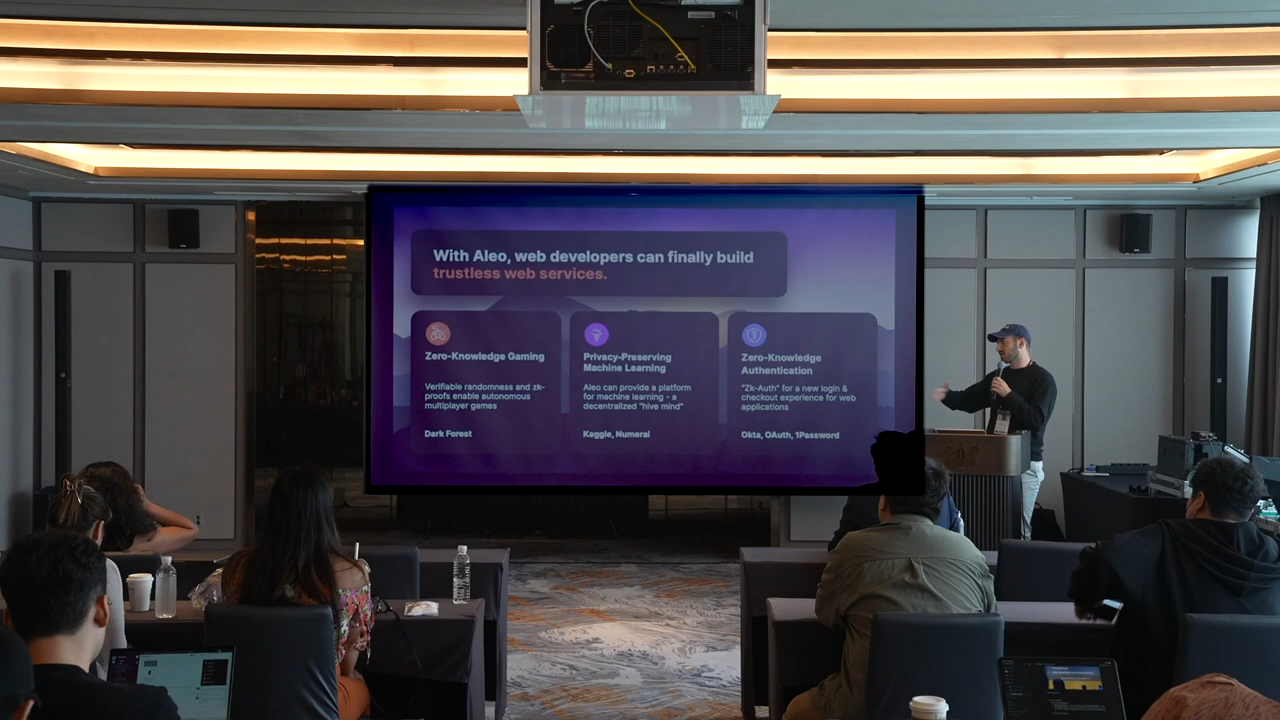 With Aleo, web developers can finally build
trustless web services.
Zero-Knowledge Gaming
Verifiable randomness and zk-
proofs enable autonomous
multiplayer games
Dark Forest
Privacy-Preserving
Machine Learning
Aleo can provide a platform
for machine learning - a
decentralized "hive mind"
Kaggle, Numerai
Zero-Knowledge
Authentication
"Zk-Auth" for a new login &
checkout experience for web
applications
Okta, OAuth, 1Password